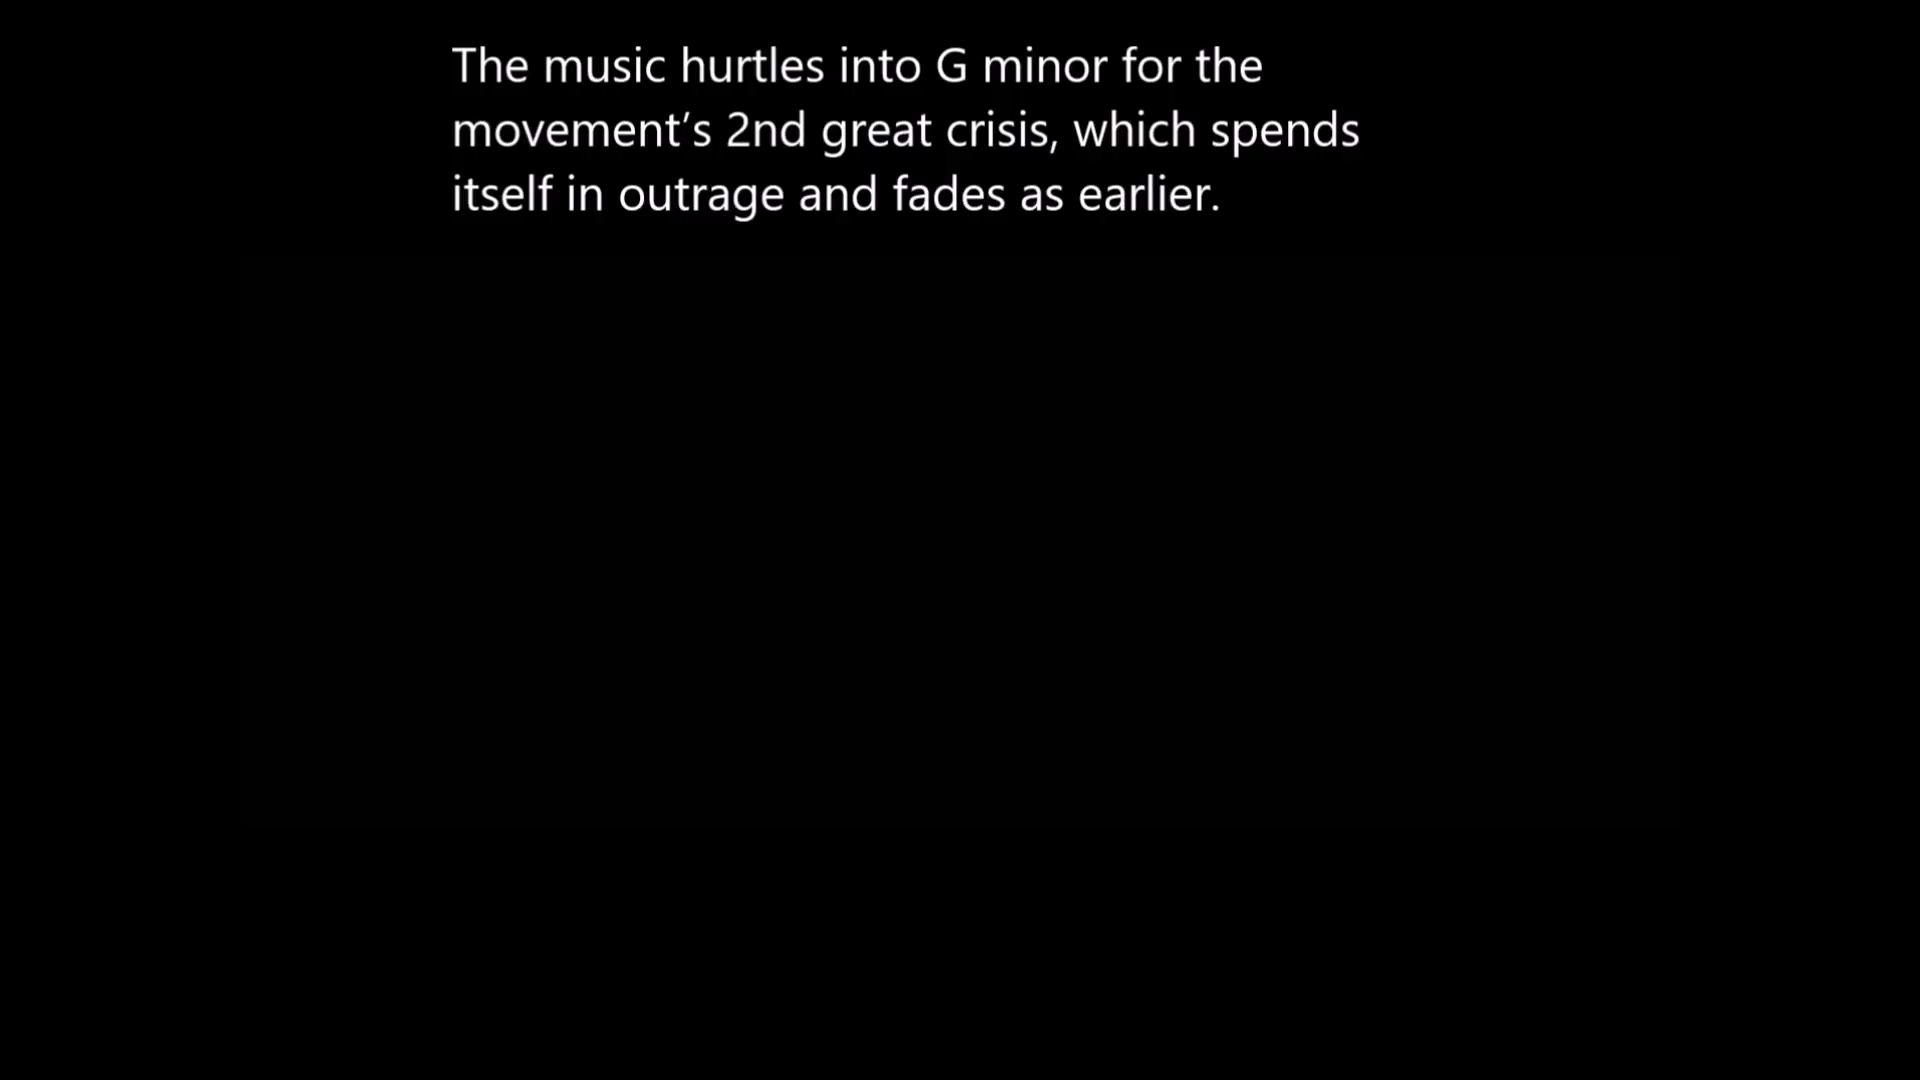 The music hurtles into G minor for the
movement’s 2nd great crisis, which spends
itself in outrage and fades as earlier.